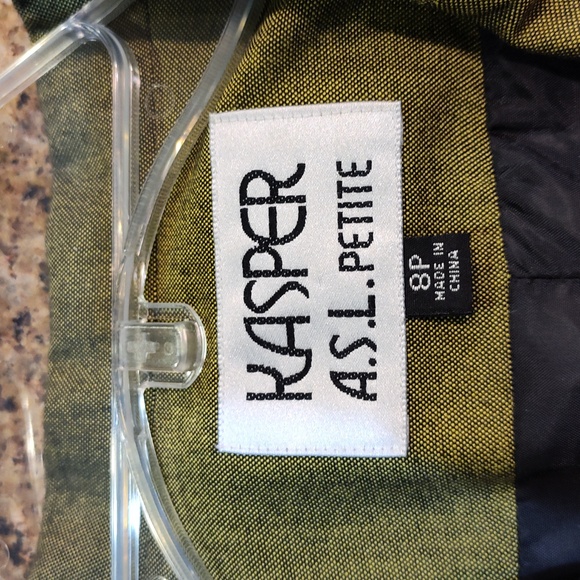 KASPER
A.S.L. PETITE
8P
MADE IN
CHINA